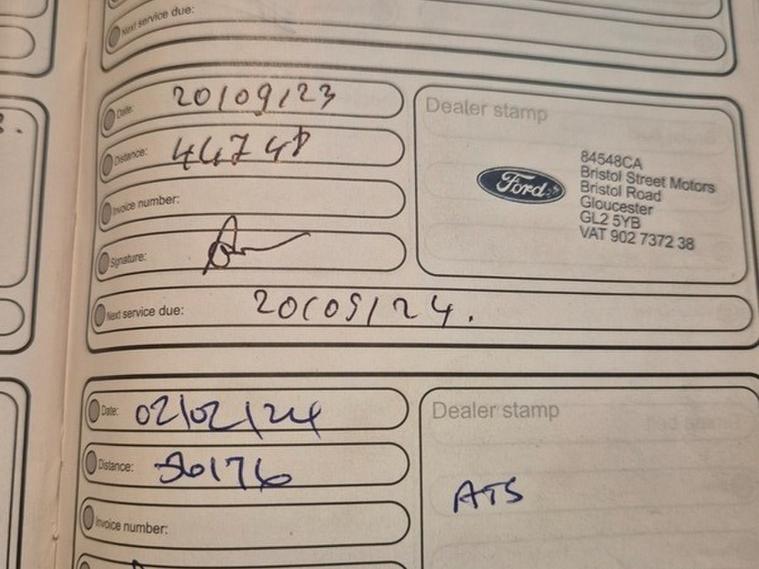 Next service due:
Date: 20/09/23
Distance: 44748
Invoice number:
Signature:
Next service due: 20/09/24.
Dealer stamp
Ford
84548CA
Bristol Street Motors
Bristol Road
Gloucester
GL2 5YB
VAT 902 7372 38
Date: 02/02/24
Distance: 50176
Invoice number:
Dealer stamp
ATS